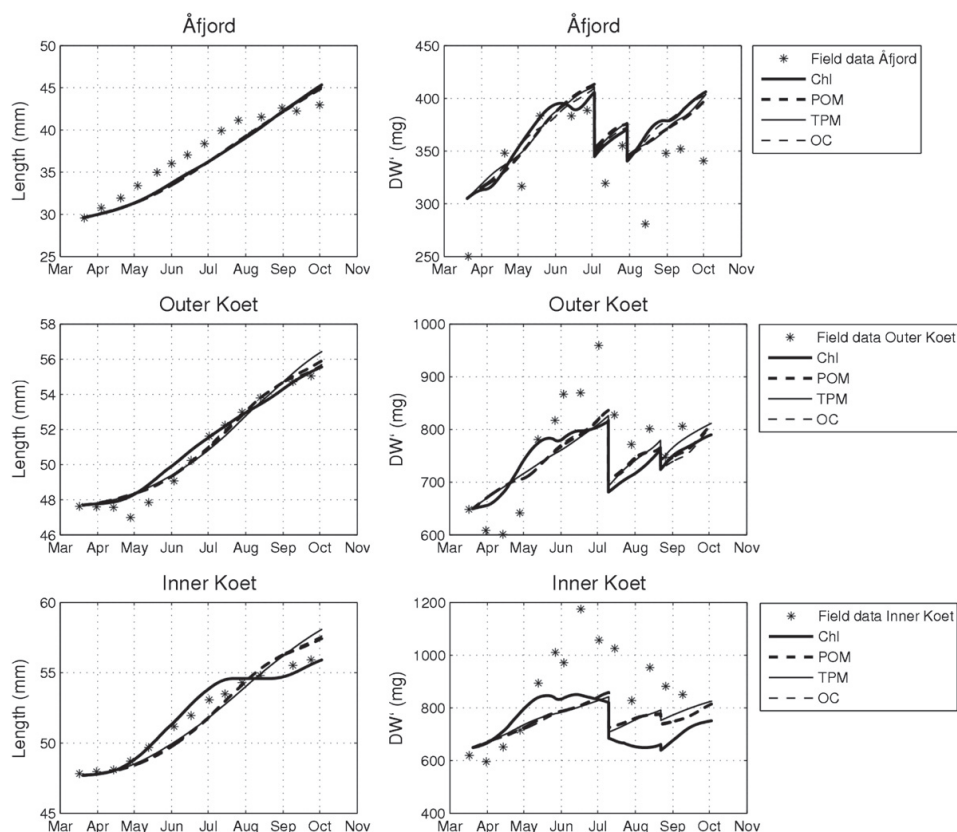 Åfjord
Length (mm)
50
45
40
35
30
25
Mar Apr May Jun Jul Aug Sep Oct Nov
Åfjord
DW' (mg)
450
400
350
300
250
Mar Apr May Jun Jul Aug Sep Oct Nov
Field data Åfjord
Chl
POM
TPM
OC
Outer Koet
Length (mm)
58
56
54
52
50
48
46
Mar Apr May Jun Jul Aug Sep Oct Nov
Outer Koet
DW' (mg)
1000
900
800
700
600
Mar Apr May Jun Jul Aug Sep Oct Nov
Field data Outer Koet
Chl
POM
TPM
OC
Inner Koet
Length (mm)
60
55
50
45
Mar Apr May Jun Jul Aug Sep Oct Nov
Inner Koet
DW' (mg)
1200
1000
800
600
400
Mar Apr May Jun Jul Aug Sep Oct Nov
Field data Inner Koet
Chl
POM
TPM
OC